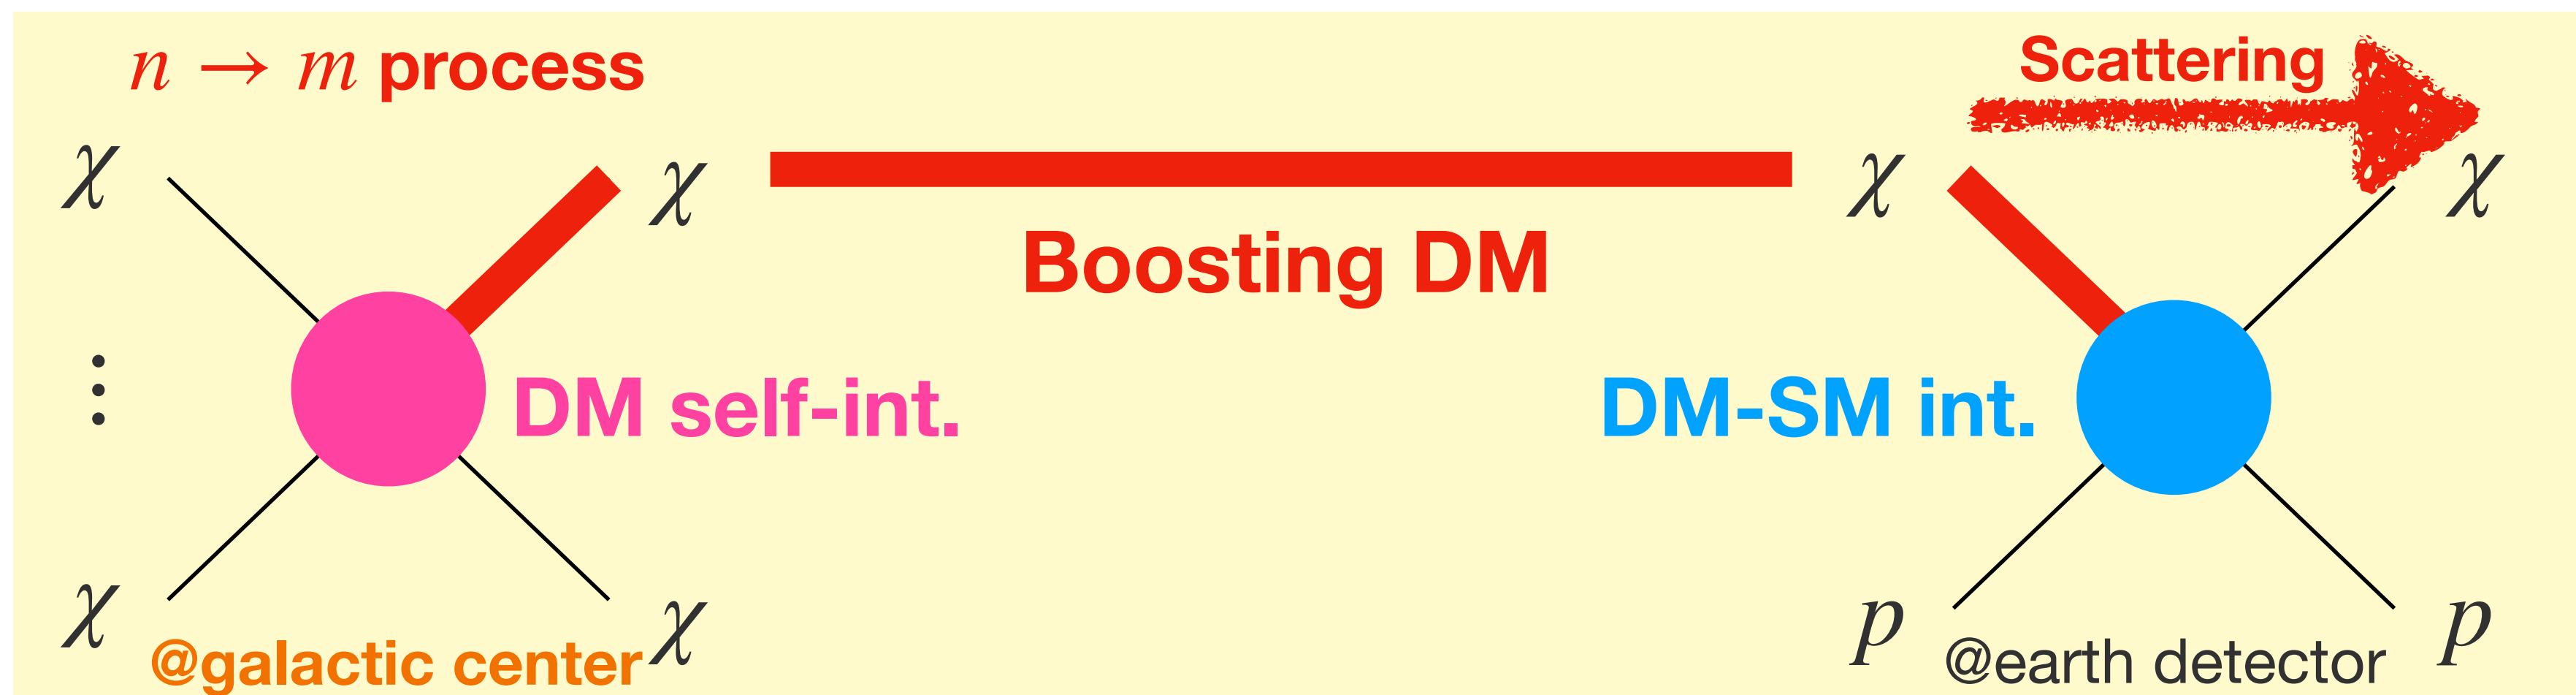 n → m process
Scattering
χ
χ
χ
χ
Boosting DM
⋮
DM self-int.
DM-SM int.
χ
χ
p
p
@galactic center
@earth detector